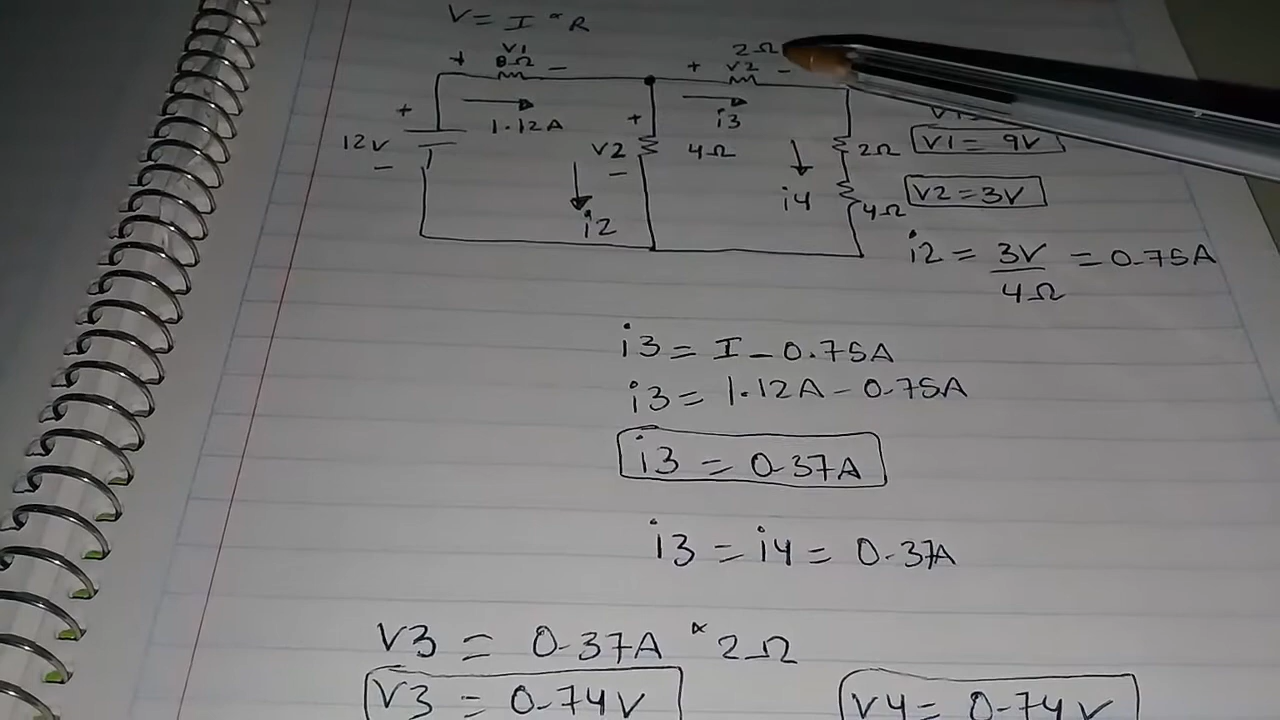 V = I * R
V1
8Ω
+ -
2Ω
+ V2 -
+
12V
-
1.12A
i3
+
V2
-
4Ω
i2
i4
2Ω
4Ω
V1 = 9V
V2 = 3V
i2 = 3V / 4Ω = 0.75A
i3 = I - 0.75A
i3 = 1.12A - 0.75A
i3 = 0.37A
i3 = i4 = 0.37A
V3 = 0.37A * 2Ω
V3 = 0.74V
V4 = 0.74V